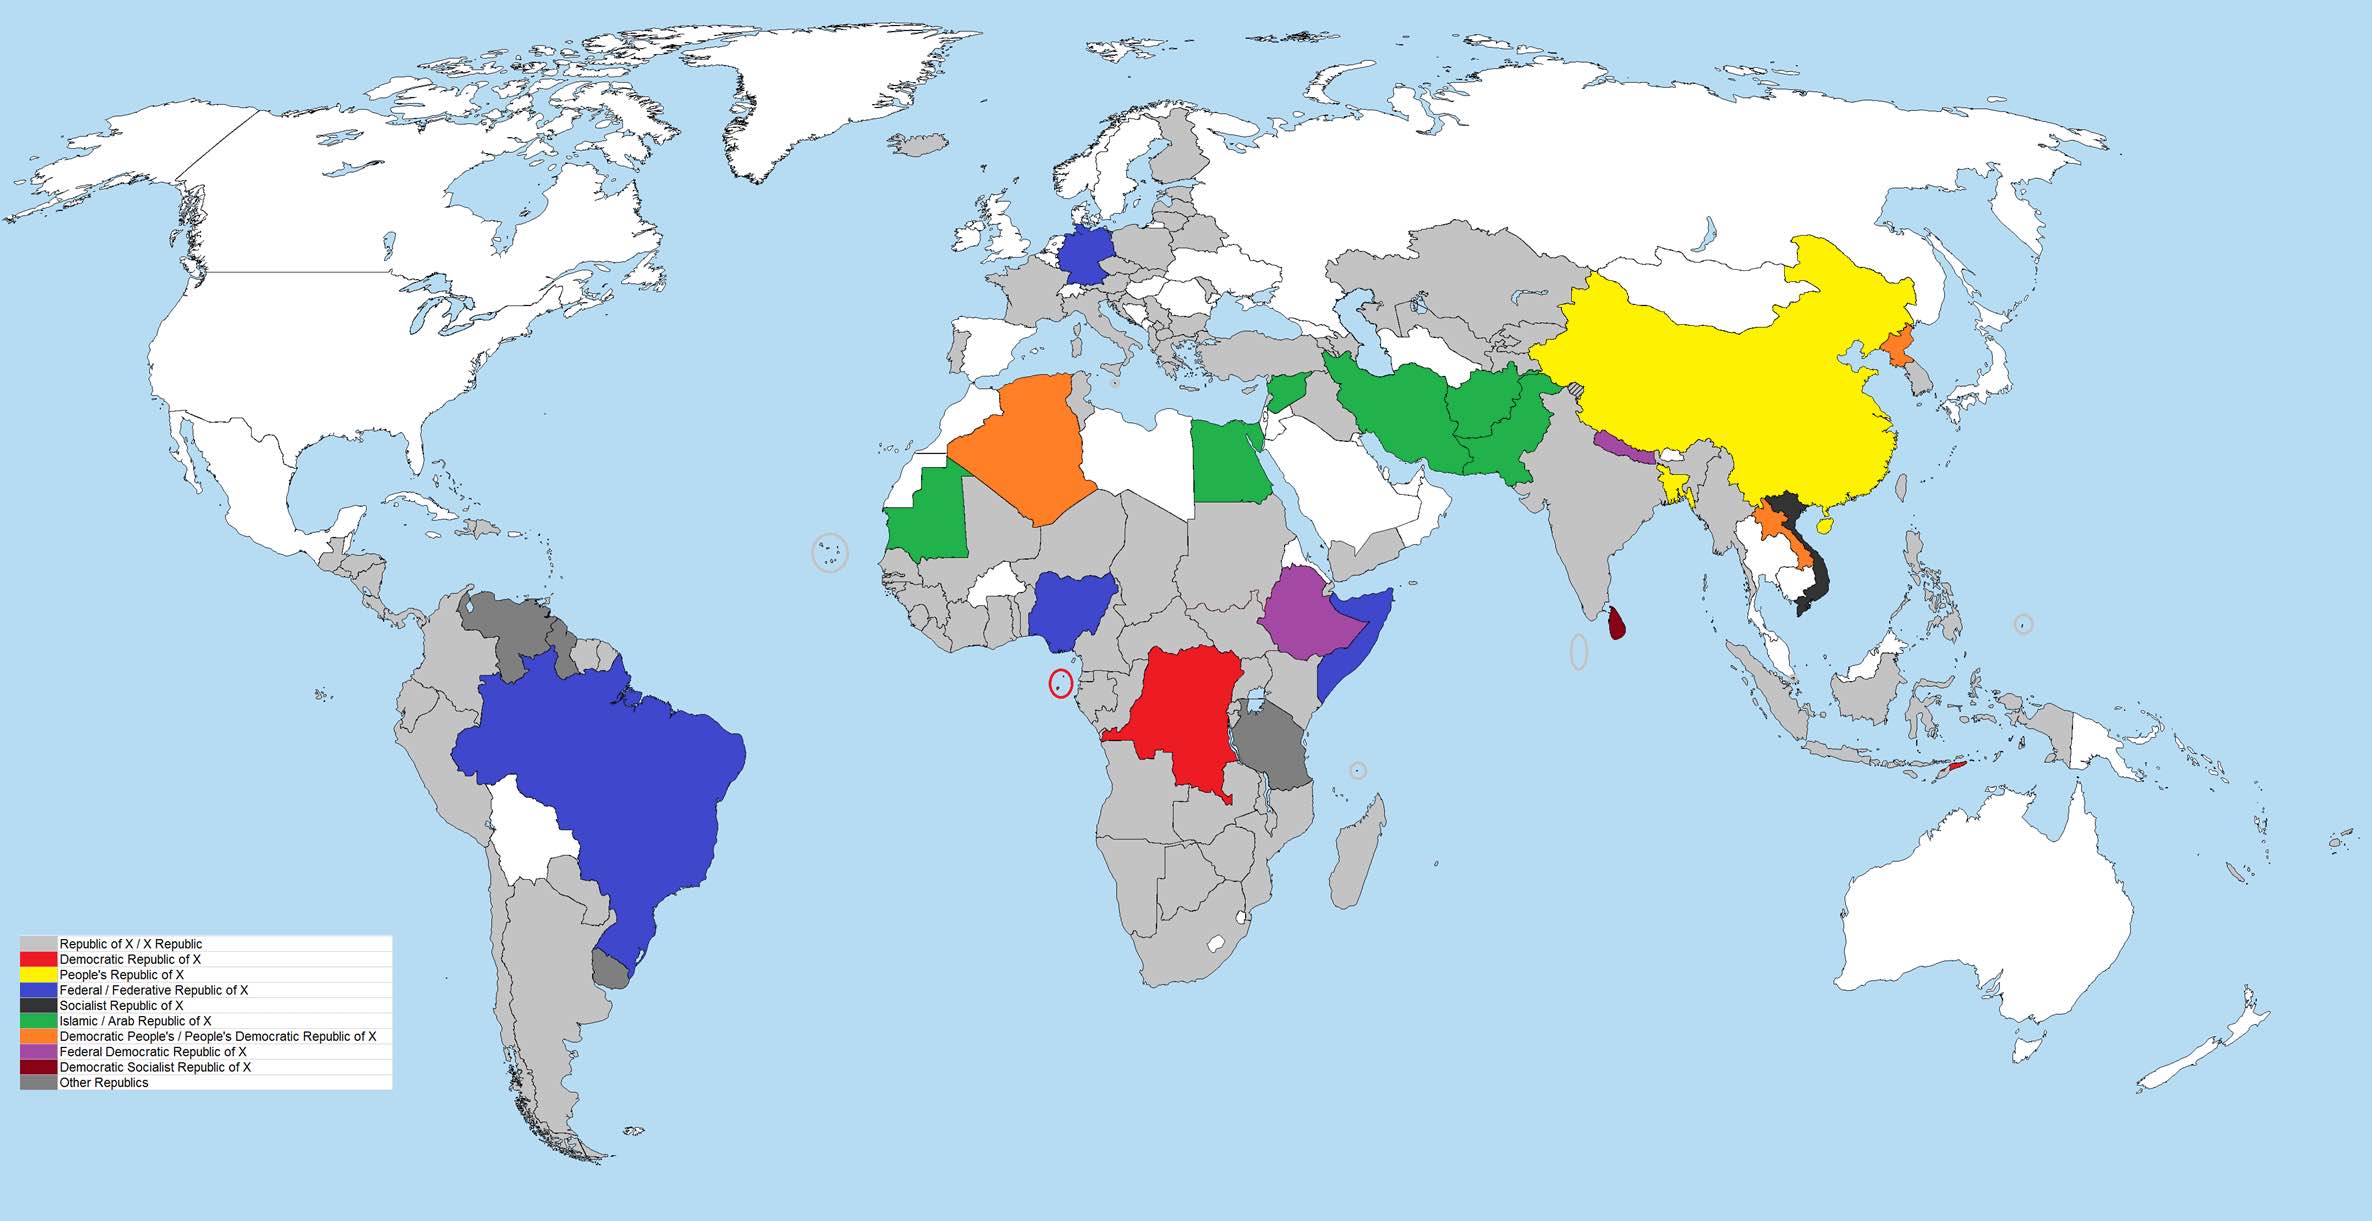 Republic of X / X Republic
Democratic Republic of X
People's Republic of X
Federal / Federative Republic of X
Socialist Republic of X
Islamic / Arab Republic of X
Democratic People's / People's Democratic Republic of X
Federal Democratic Republic of X
Democratic Socialist Republic of X
Other Republics